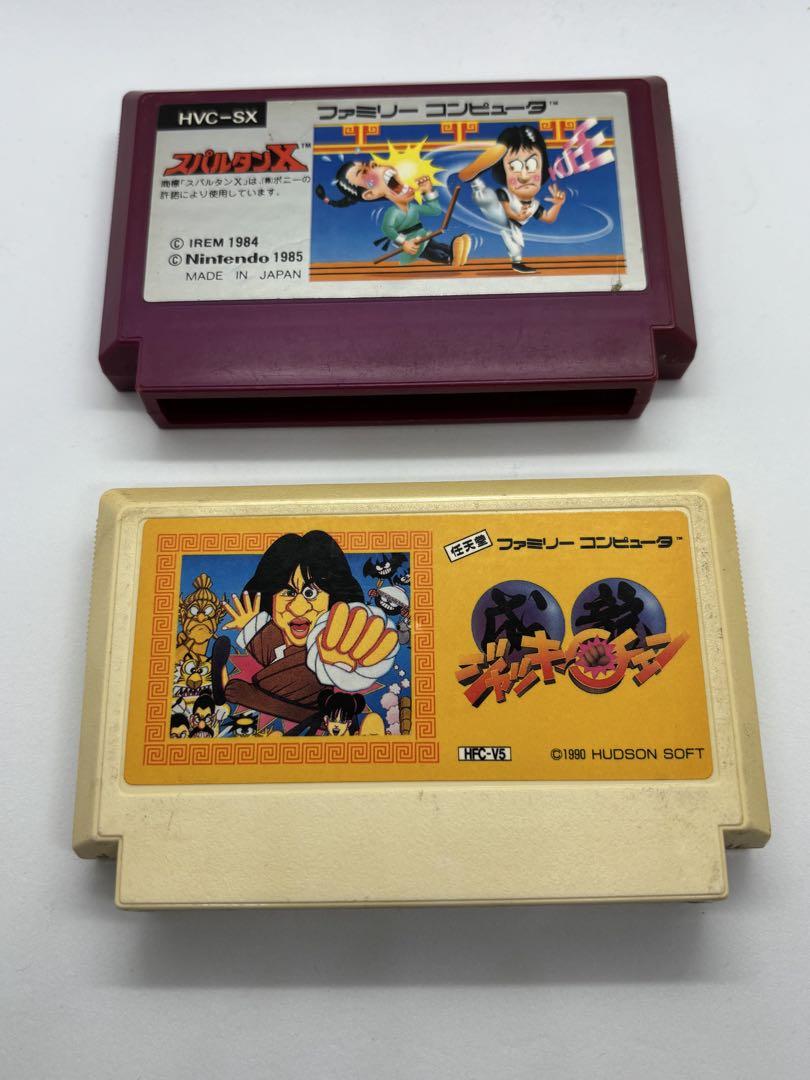 HVC-SX
ファミリー コンピュータ™
スパルタンX™
商標「スパルタンX」は、㈱ポニーの
許諾により使用しています。
© IREM 1984
© Nintendo 1985
MADE IN JAPAN
任天堂 ファミリー コンピュータ™
成 龍
ジャッキーチェン
HFC-V5
©1990 HUDSON SOFT